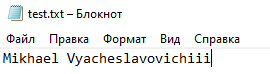 test.txt – Блокнот
Файл Правка Формат Вид Справка
Mikhael Vyacheslavovichiii